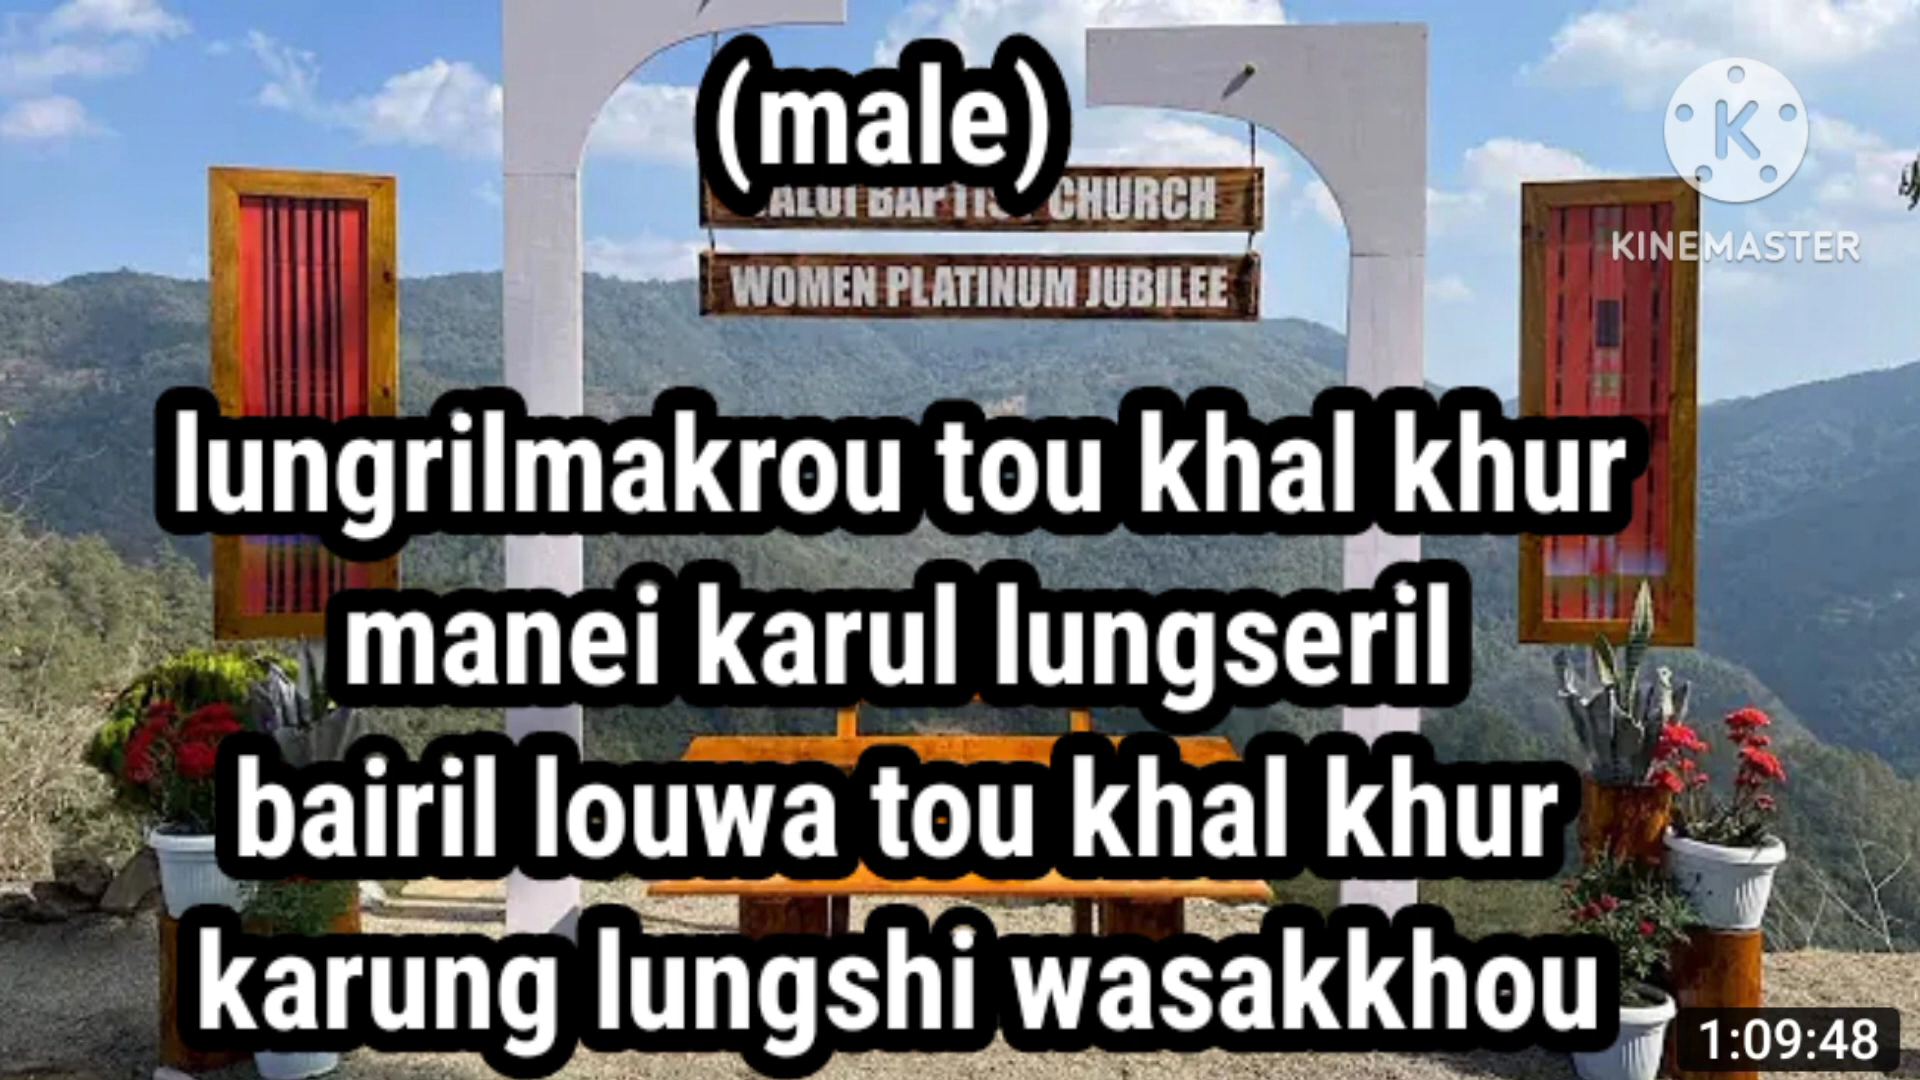 (male)
CHURCH
WOMEN PLATINUM JUBILEE
K
KINEMASTER
lungrilmakrou tou khal khur
manei karul lungseril
bairil louwa tou khal khur
karung lungshi wasakkhou
1:09:48